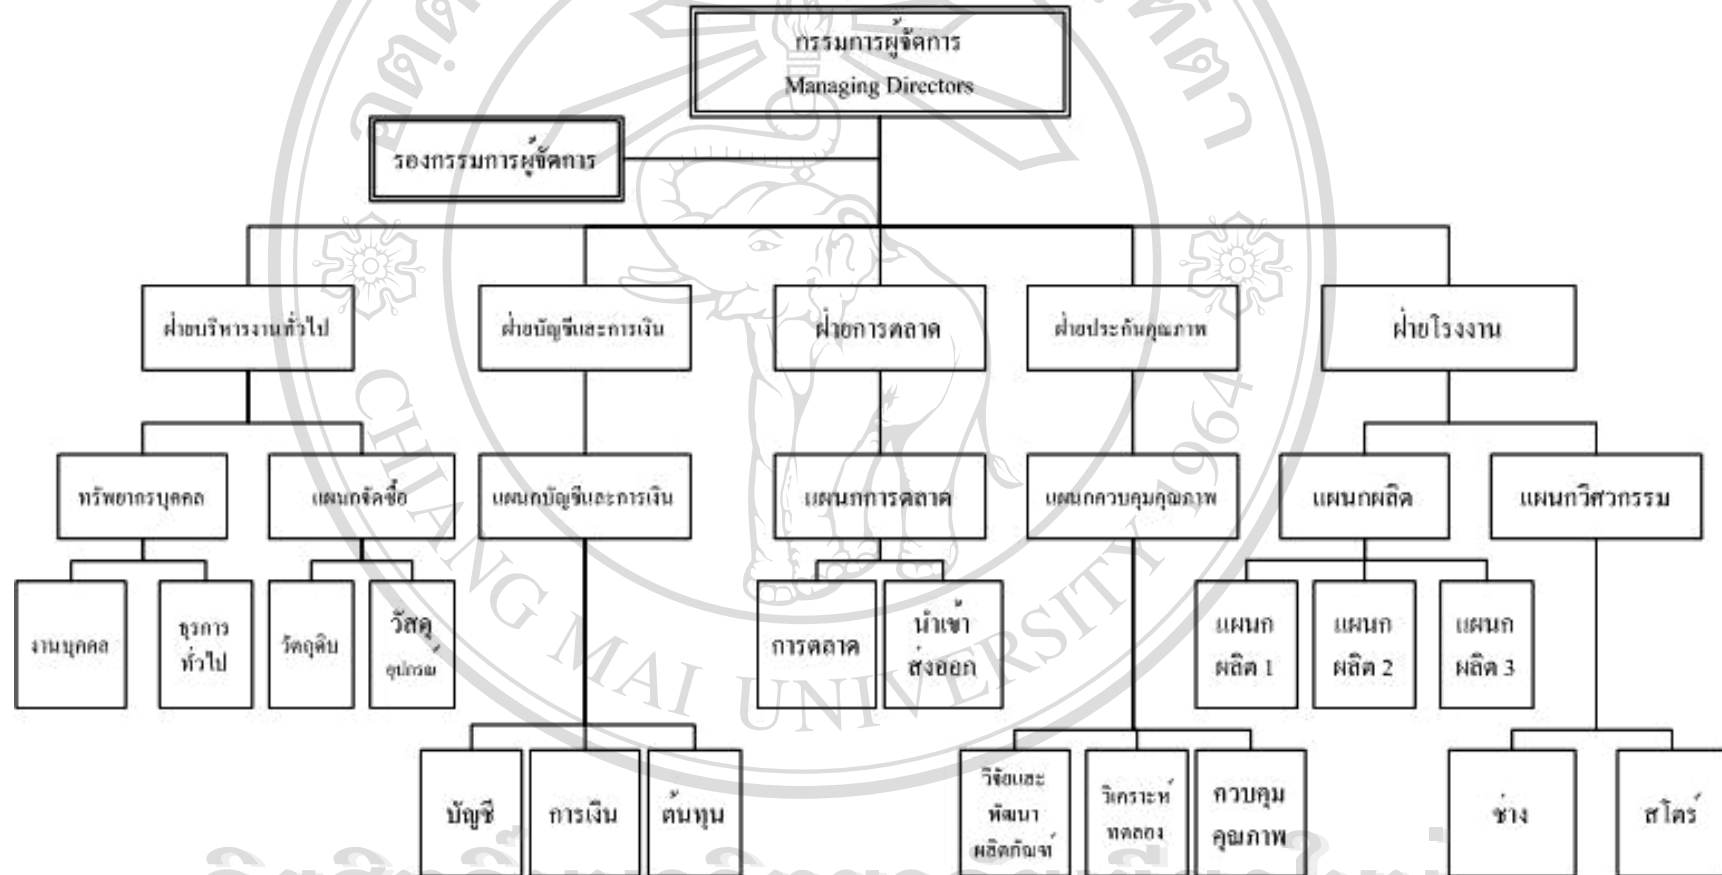 กรรมการผู้จัดการ
Managing Directors
รองกรรมการผู้จัดการ
ฝ่ายบริหารงานทั่วไป
ฝ่ายบัญชีและการเงิน
ฝ่ายการตลาด
ฝ่ายประกันคุณภาพ
ฝ่ายโรงงาน
ทรัพยากรบุคคล
แผนกจัดซื้อ
แผนกบัญชีและการเงิน
แผนกการตลาด
แผนกควบคุมคุณภาพ
แผนกผลิต
แผนกวิศวกรรม
งานบุคคล
ธุรการ
ทั่วไป
วัตถุดิบ
วัสดุ
อุปกรณ์
การตลาด
นำเข้า
ส่งออก
แผนก
ผลิต 1
แผนก
ผลิต 2
แผนก
ผลิต 3
บัญชี
การเงิน
ต้นทุน
วิจัยและ
พัฒนา
ผลิตภัณฑ์
วิเคราะห์
ทดลอง
ควบคุม
คุณภาพ
ช่าง
สโตร์
CHIANG MAI UNIVERSITY 1964